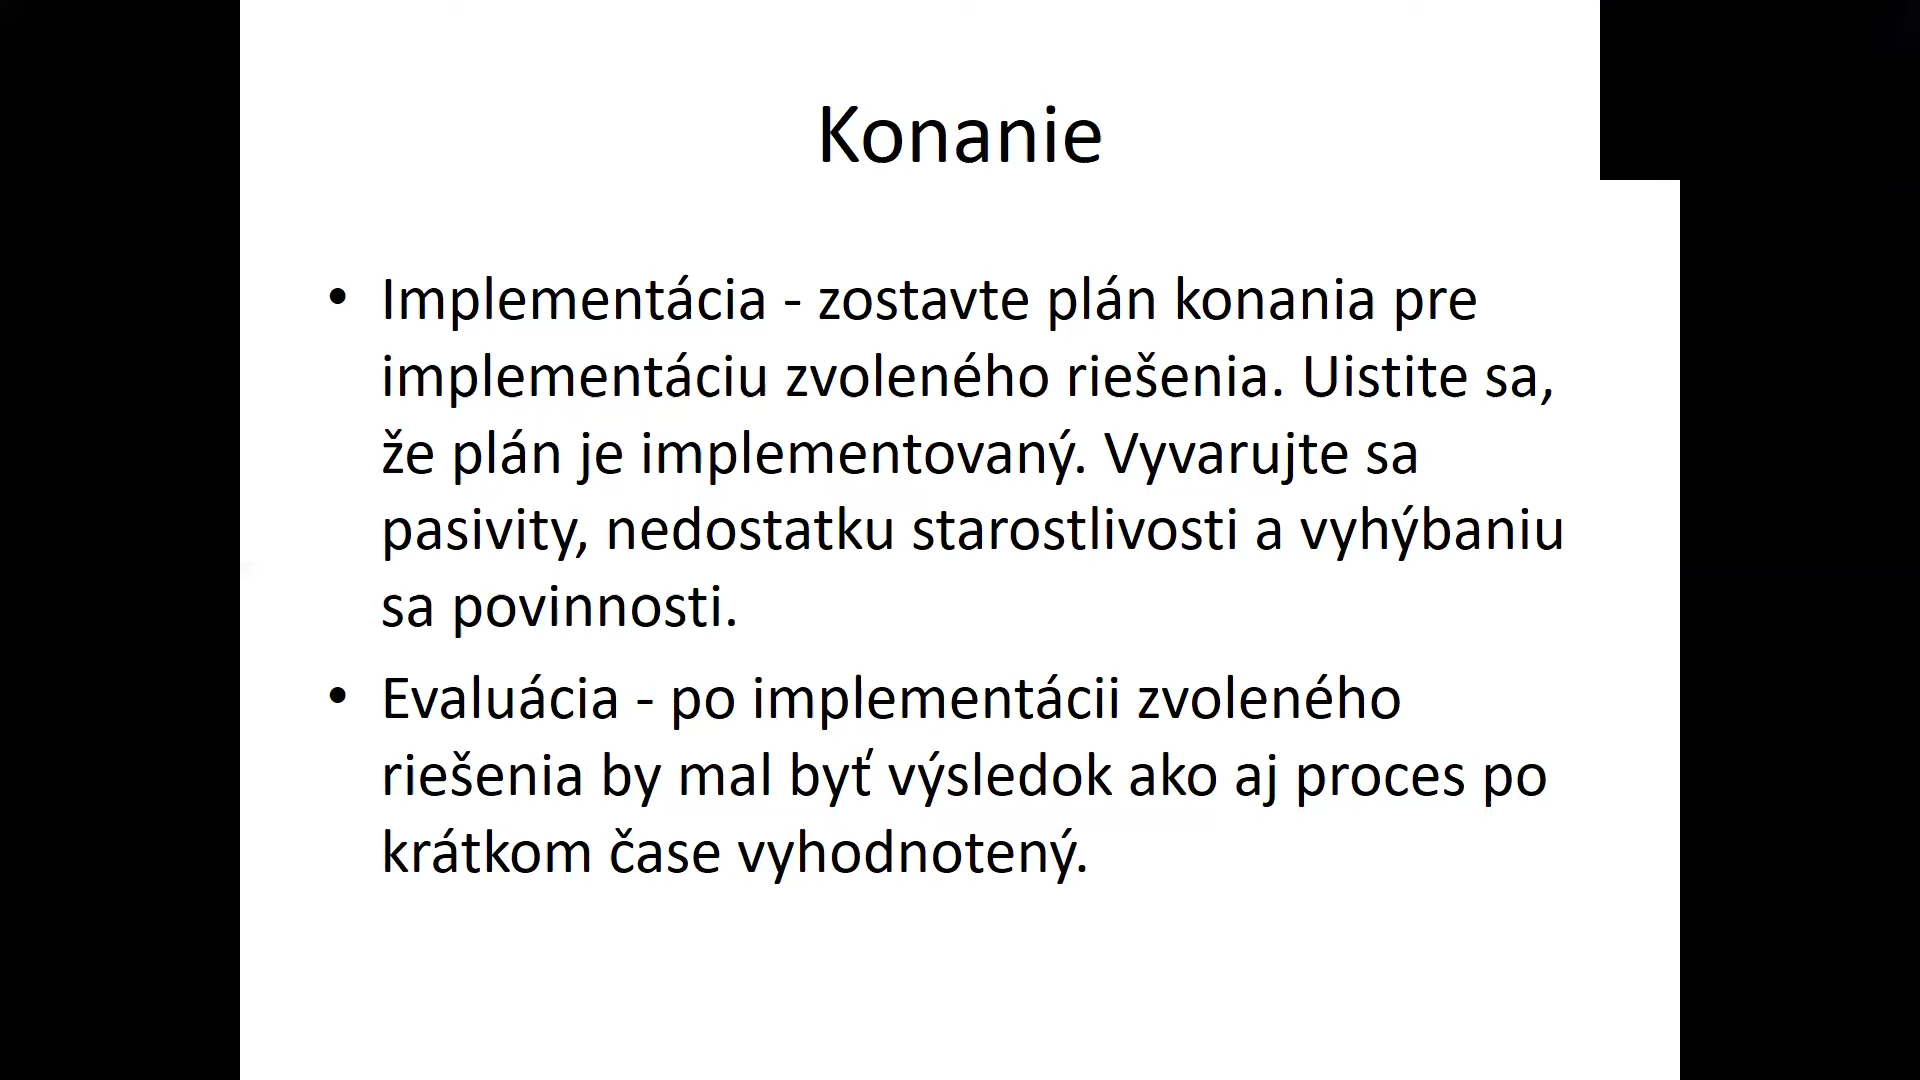 Konanie
• Implementácia - zostavte plán konania pre
implementáciu zvoleného riešenia. Uistite sa,
že plán je implementovaný. Vyvarujte sa
pasivity, nedostatku starostlivosti a vyhýbaniu
sa povinnosti.
• Evaluácia - po implementácii zvoleného
riešenia by mal byť výsledok ako aj proces po
krátkom čase vyhodnotený.